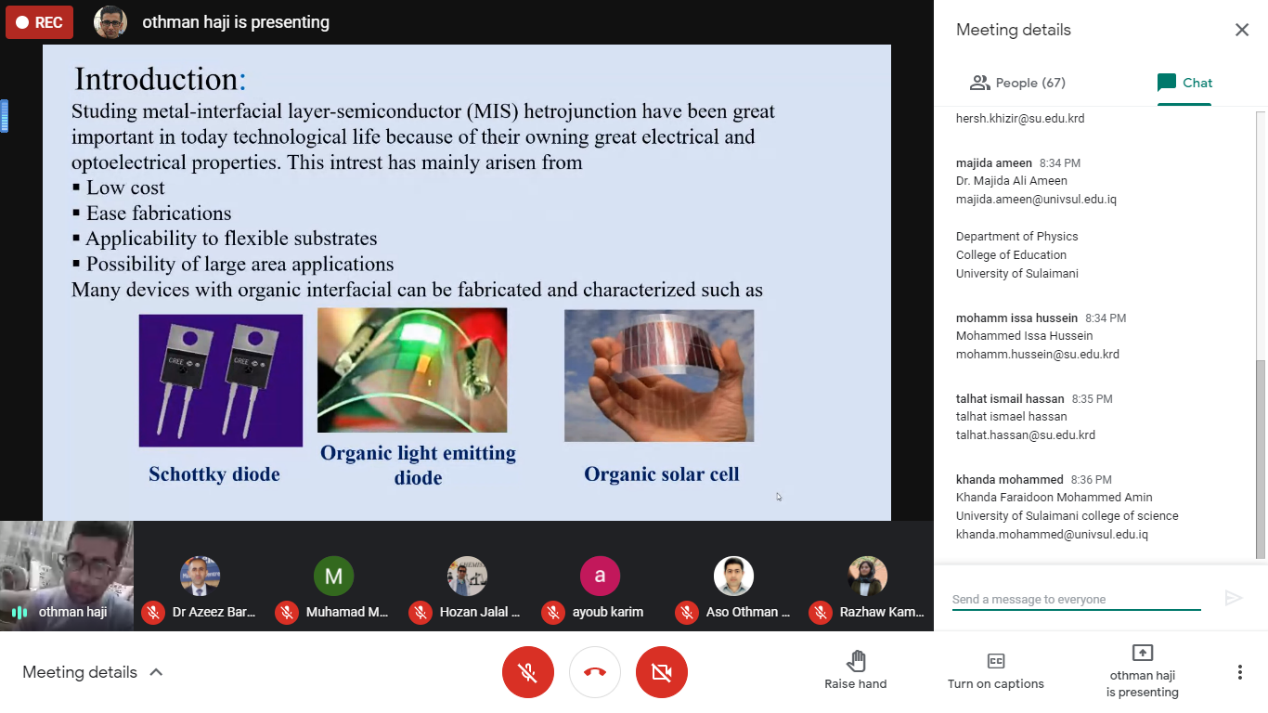 REC
othman haji is presenting
Introduction:
Studing metal-interfacial layer-semiconductor (MIS) hetrojunction have been great
important in today technological life because of their owning great electrical and
optoelectrical properties. This intrest has mainly arisen from
▪ Low cost
▪ Ease fabrications
▪ Applicability to flexible substrates
▪ Possibility of large area applications
Many devices with organic interfacial can be fabricated and characterized such as
CREE
CREE
Schottky diode
Organic light emitting
diode
Organic solar cell
othman haji
Dr Azeez Bar...
M
Muhamad M...
Hozan Jalal ...
a
ayoub karim
Aso Othman ...
Razhaw Kam...
Meeting details
People (67)
Chat
hersh.khizir@su.edu.krd
majida ameen 8:34 PM
Dr. Majida Ali Ameen
majida.ameen@univsul.edu.iq
Department of Physics
College of Education
University of Sulaimani
mohamm issa hussein 8:34 PM
Mohammed Issa Hussein
mohamm.hussein@su.edu.krd
talhat ismail hassan 8:35 PM
talhat ismael hassan
talhat.hassan@su.edu.krd
khanda mohammed 8:36 PM
Khanda Faraidoon Mohammed Amin
University of Sulaimani college of science
khanda.mohammed@univsul.edu.iq
Send a message to everyone
Meeting details
Raise hand
Turn on captions
othman haji
is presenting